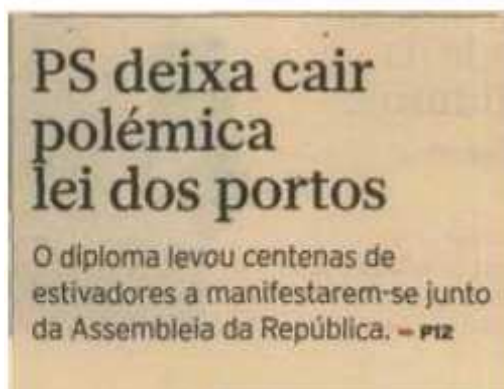 PS deixa cair
polémica
lei dos portos
O diploma levou centenas de
estivadores a manifestarem-se junto
da Assembleia da República. – P12